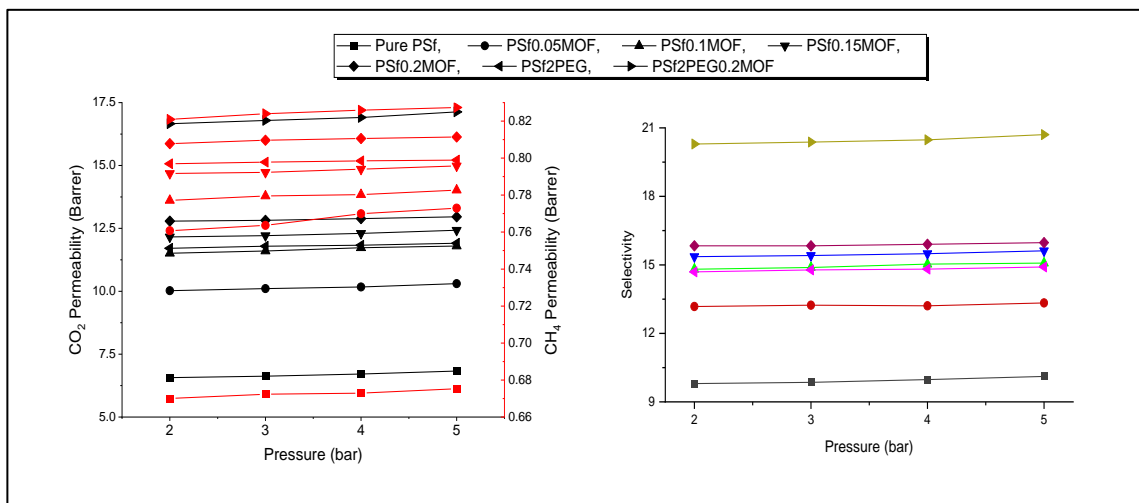 Pure PSf, PSf0.05MOF, PSf0.1MOF, PSf0.15MOF,
PSf0.2MOF, PSf2PEG, PSf2PEG0.2MOF
17.5
15.0
12.5
10.0
7.5
5.0
CO₂ Permeability (Barrer)
0.82
0.80
0.78
0.76
0.74
0.72
0.70
0.68
0.66
CH₄ Permeability (Barrer)
2 3 4 5
Pressure (bar)
21
18
15
12
9
Selectivity
2 3 4 5
Pressure (bar)